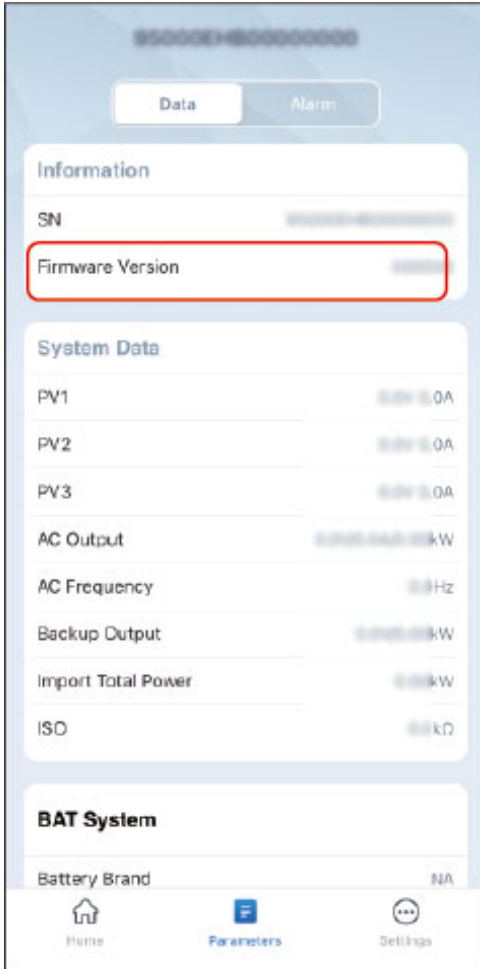 Data Alarm
Information
SN
Firmware Version
System Data
PV1 .0A
PV2 .0A
PV3 .0A
AC Output kW
AC Frequency Hz
Backup Output kW
Import Total Power kW
ISO kΩ
BAT System
Battery Brand NA
Home Parameters Settings